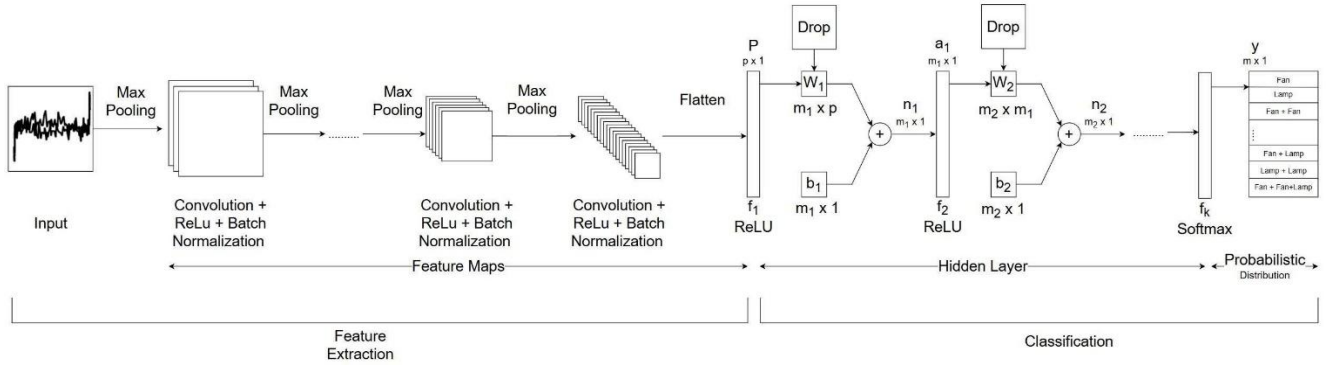 Input
Max
Pooling
Convolution +
ReLu + Batch
Normalization
Max
Pooling
........
Max
Pooling
Convolution +
ReLu + Batch
Normalization
Max
Pooling
Convolution +
ReLu + Batch
Normalization
Flatten
P
p x 1
f1
ReLU
Drop
W1
m1 x p
b1
m1 x 1
+
n1
m1 x 1
a1
m1 x 1
f2
ReLU
Drop
W2
m2 x m1
b2
m2 x 1
+
n2
m2 x 1
........
fk
Softmax
y
m x 1
Fan
Lamp
Fan + Fan
Fan + Lamp
Lamp + Lamp
Fan + Fan+Lamp
Feature Maps
Hidden Layer
Probabilistic
Distribution
Feature
Extraction
Classification